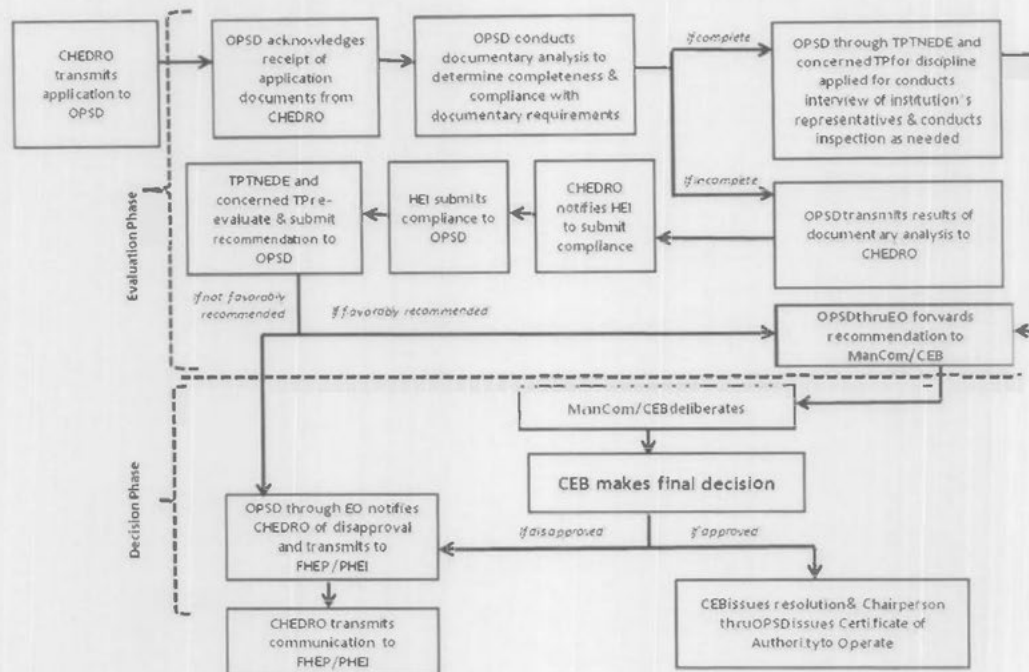 CHEDRO
transmits
application to
OPSD
OPSD acknowledges
receipt of
application
documents from
CHEDRO
OPSD conducts
documentary analysis to
determine completeness &
compliance with
documentary requirements
if complete
OPSD through TPTNEDE and
concerned TP for discipline
applied for conducts
interview of institution's
representatives & conducts
inspection as needed
if incomplete
OPSD transmits results of
documentary analysis to
CHEDRO
CHEDRO
notifies HEI
to submit
compliance
HEI submits
compliance to
OPSD
TPTNEDE and
concerned TP re-
evaluate & submit
recommendation to
OPSD
Evaluation Phase
if not favorably
recommended
if favorably recommended
OPSD thru EO forwards
recommendation to
ManCom/CEB
ManCom/CEB deliberates
CEB makes final decision
Decision Phase
OPSD through EO notifies
CHEDRO of disapproval
and transmits to
FHEP/PHEI
if disapproved
if approved
CHEDRO transmits
communication to
FHEP/PHEI
CEB issues resolution & Chairperson
thru OPSD issues Certificate of
Authority to Operate